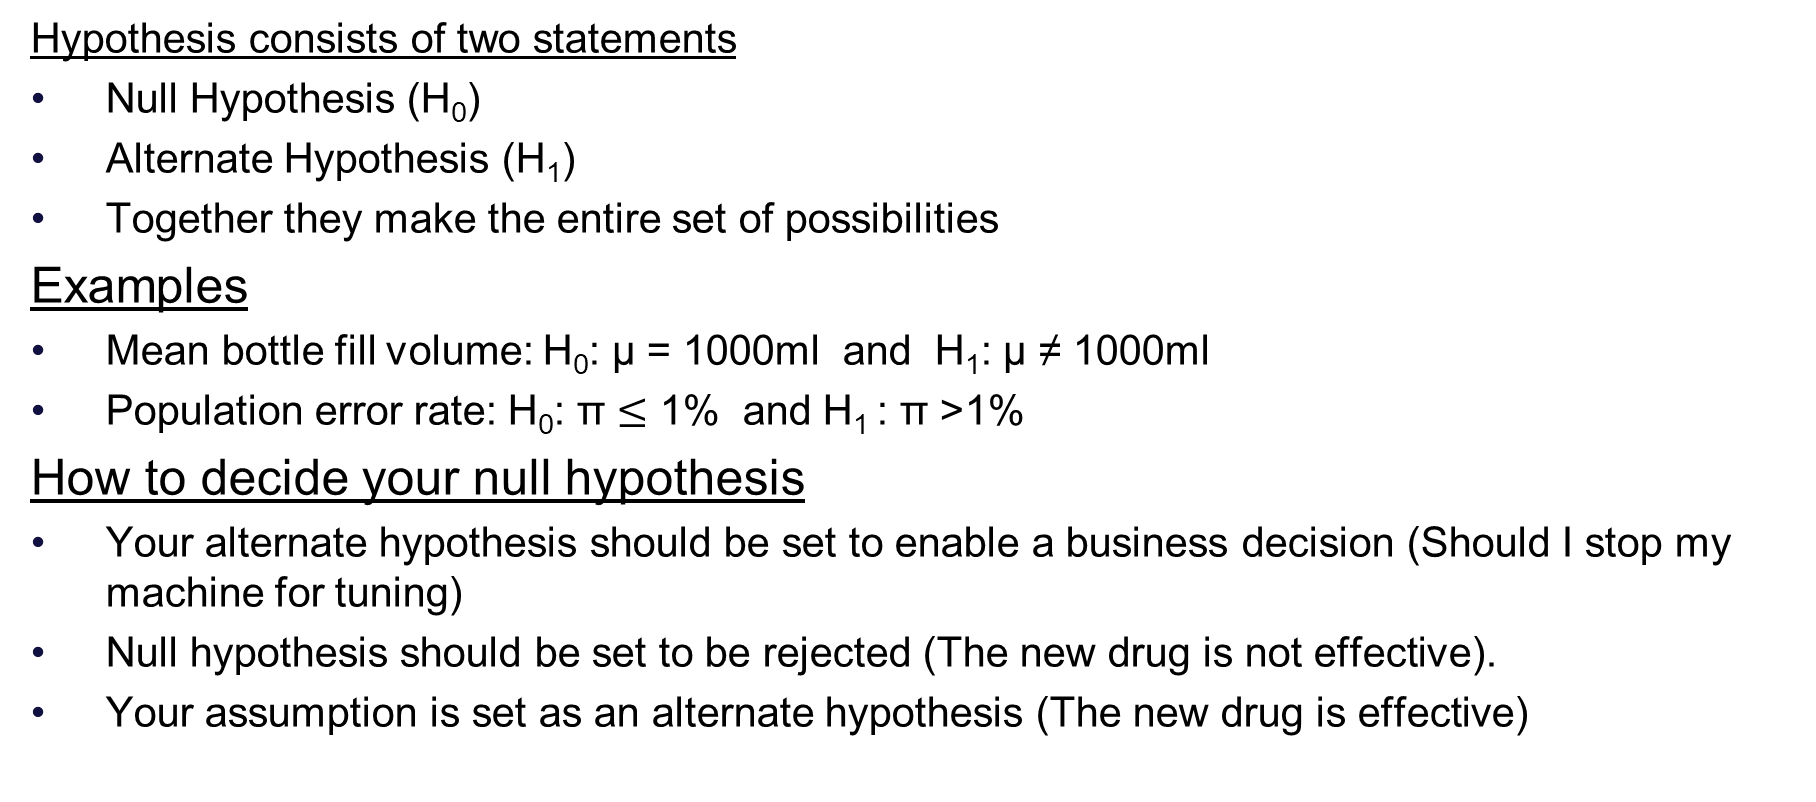 Hypothesis consists of two statements
• Null Hypothesis (H₀)
• Alternate Hypothesis (H₁)
• Together they make the entire set of possibilities
Examples
• Mean bottle fill volume: H₀: μ = 1000ml  and  H₁: μ ≠ 1000ml
• Population error rate: H₀: π ≤ 1%  and H₁ : π >1%
How to decide your null hypothesis
• Your alternate hypothesis should be set to enable a business decision (Should I stop my
machine for tuning)
• Null hypothesis should be set to be rejected (The new drug is not effective).
• Your assumption is set as an alternate hypothesis (The new drug is effective)